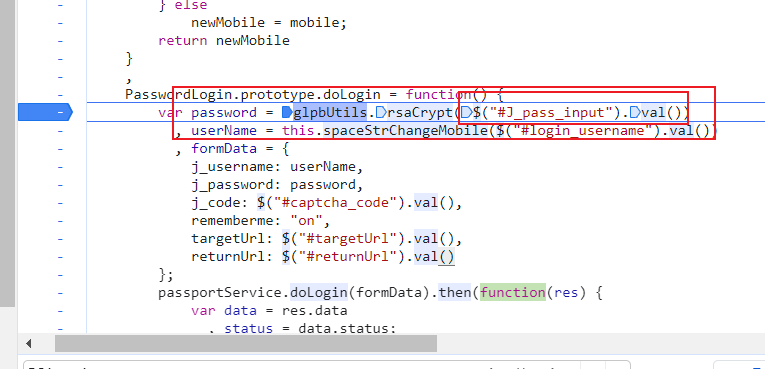 } else
newMobile = mobile;
return newMobile
}
,
PasswordLogin.prototype.doLogin = function() {
var password = glpbUtils.rsaCrypt($("#J_pass_input").val())
, userName = this.spaceStrChangeMobile($("#login_username").val())
, formData = {
j_username: userName,
j_password: password,
j_code: $("#captcha_code").val(),
rememberme: "on",
targetUrl: $("#targetUrl").val(),
returnUrl: $("#returnUrl").val()
};
passportService.doLogin(formData).then(function(res) {
var data = res.data
, status = data.status;